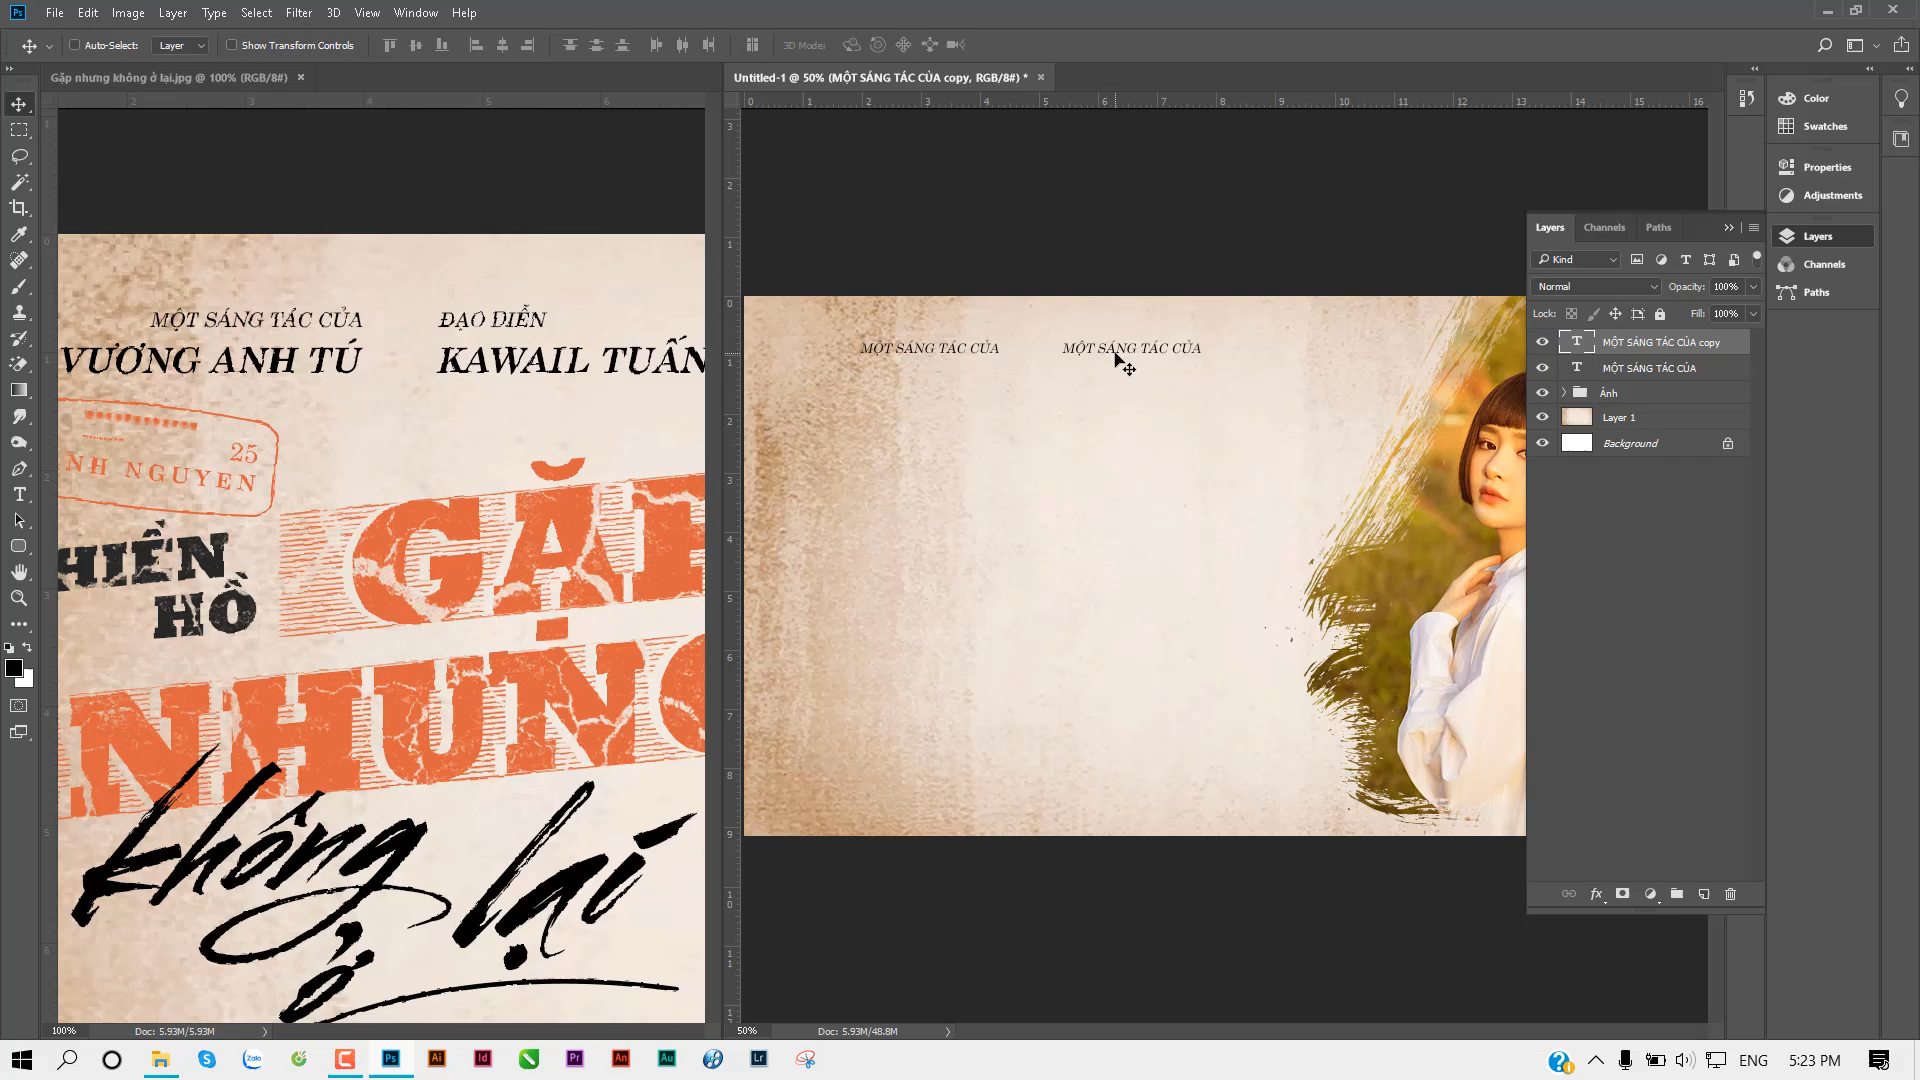 File Edit Image Layer Type Select Filter 3D View Window Help
Auto-Select: Layer Show Transform Controls 3D Mode:
Gặp nhưng không ở lại.jpg @ 100% (RGB/8#) ×
Untitled-1 @ 50% (MỘT SÁNG TÁC CỦA copy, RGB/8#) * ×
MỘT SÁNG TÁC CỦA ĐẠO DIỄN
VƯƠNG ANH TÚ KAWAIL TUẤN
25
NH NGUYEN
HIỀN
HỒ
GẶP
NHƯNG
không
ở
lại
MỘT SÁNG TÁC CỦA MỘT SÁNG TÁC CỦA
Layers Channels Paths
Kind
Normal Opacity: 100%
Lock: Fill: 100%
MỘT SÁNG TÁC CỦA copy
MỘT SÁNG TÁC CỦA
Ảnh
Layer 1
Background
Color
Swatches
Properties
Adjustments
Layers
Channels
Paths
100% Doc: 5.93M/5.93M
50% Doc: 5.93M/48.8M
ENG 5:23 PM